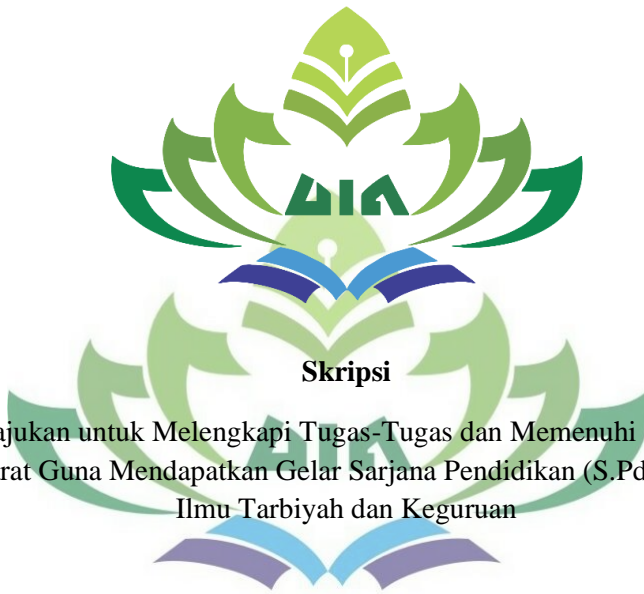 UIN
Skripsi
ajukan untuk Melengkapi Tugas-Tugas dan Memenuhi
rat Guna Mendapatkan Gelar Sarjana Pendidikan (S.Pd
Ilmu Tarbiyah dan Keguruan